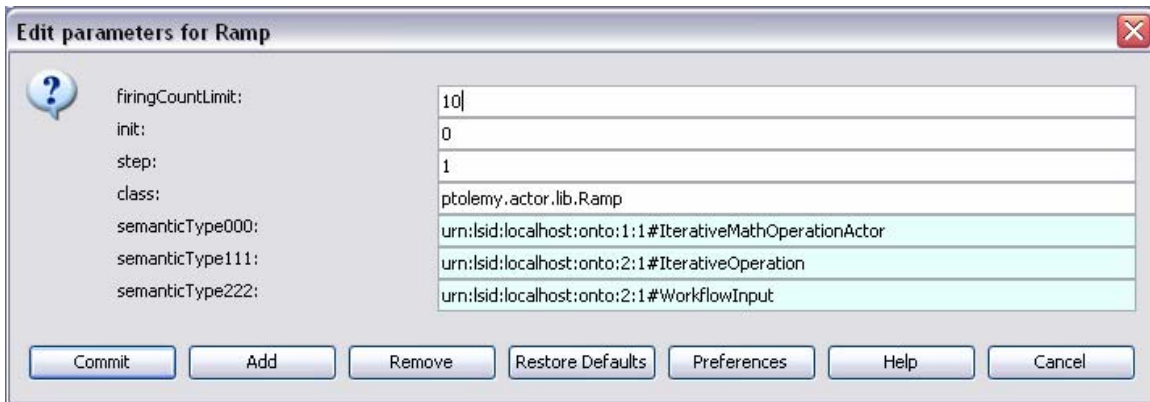 Edit parameters for Ramp
?
firingCountLimit: 10
init: 0
step: 1
class: ptolemy.actor.lib.Ramp
semanticType000: urn:lsid:localhost:onto:1:1#IterativeMathOperationActor
semanticType111: urn:lsid:localhost:onto:2:1#IterativeOperation
semanticType222: urn:lsid:localhost:onto:2:1#WorkflowInput
Commit Add Remove Restore Defaults Preferences Help Cancel